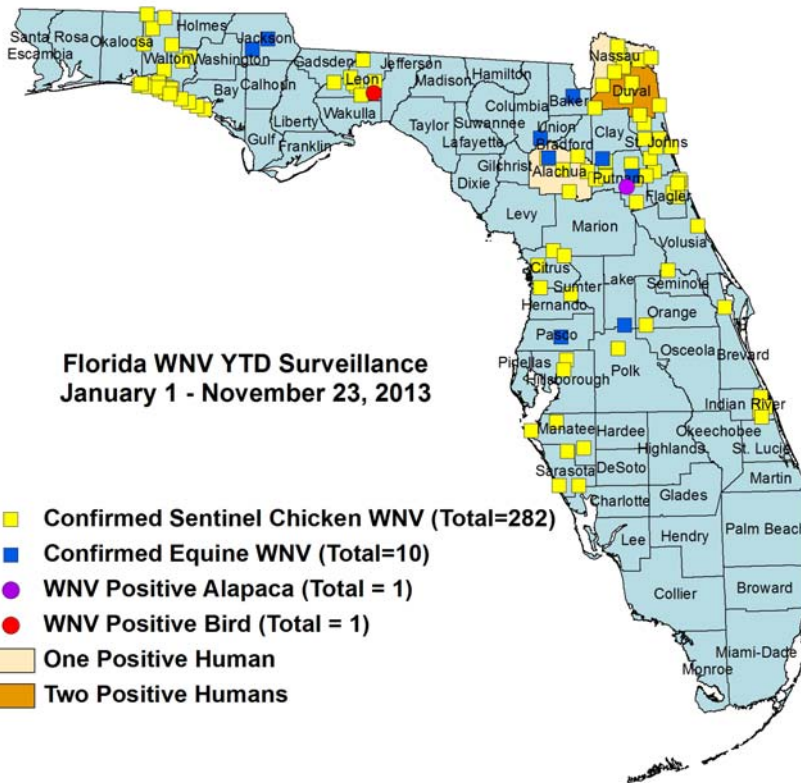 Holmes
Jackson
Santa Rosa
Okaloosa
Escambia
Walton
Washington
Gadsden
Jefferson
Leon
Madison
Hamilton
Nassau
Bay
Calhoun
Baker
Duval
Columbia
Wakulla
Liberty
Taylor
Suwannee
Union
Clay
Gulf
Franklin
Lafayette
Bradford
St. Johns
Gilchrist
Alachua
Putnam
Dixie
Flagler
Levy
Marion
Volusia
Citrus
Lake
Sumter
Seminole
Hernando
Orange
Pasco
Osceola
Brevard
Florida WNV YTD Surveillance
January 1 - November 23, 2013
Pinellas
Polk
Hillsborough
Indian River
Manatee
Hardee
Okeechobee
Highlands
St. Lucie
Sarasota
DeSoto
Martin
Charlotte
Glades
Lee
Hendry
Palm Beach
Collier
Broward
Miami-Dade
Monroe
Confirmed Sentinel Chicken WNV (Total=282)
Confirmed Equine WNV (Total=10)
WNV Positive Alapaca (Total = 1)
WNV Positive Bird (Total = 1)
One Positive Human
Two Positive Humans